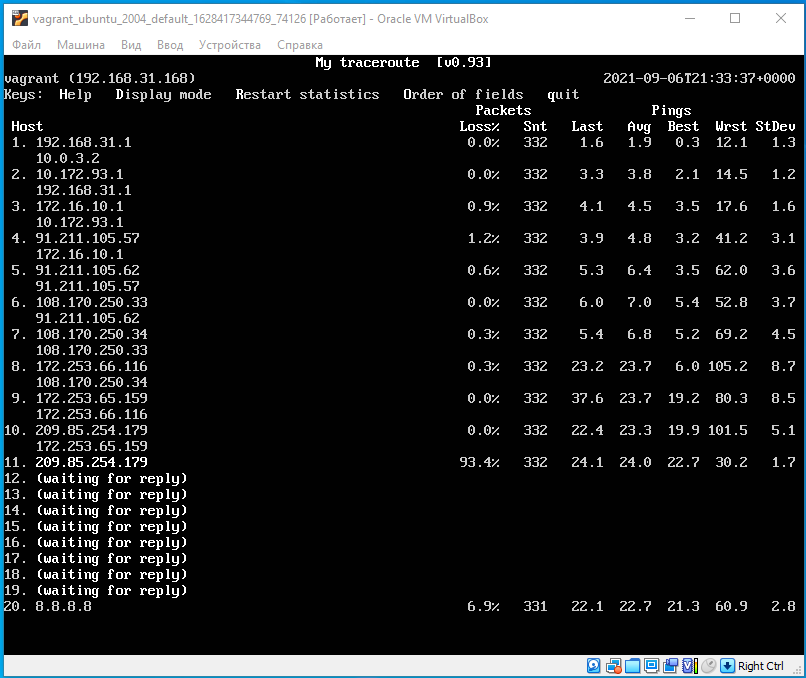 vagrant_ubuntu_2004_default_1628417344769_74126 [Работает] - Oracle VM VirtualBox
Файл Машина Вид Ввод Устройства Справка
My traceroute [v0.93]
vagrant (192.168.31.168) 2021-09-06T21:33:37+0000
Keys: Help Display mode Restart statistics Order of fields quit
Packets Pings
Host Loss% Snt Last Avg Best Wrst StDev
1. 192.168.31.1 0.0% 332 1.6 1.9 0.3 12.1 1.3
10.0.3.2
2. 10.172.93.1 0.0% 332 3.3 3.8 2.1 14.5 1.2
192.168.31.1
3. 172.16.10.1 0.9% 332 4.1 4.5 3.5 17.6 1.6
10.172.93.1
4. 91.211.105.57 1.2% 332 3.9 4.8 3.2 41.2 3.1
172.16.10.1
5. 91.211.105.62 0.6% 332 5.3 6.4 3.5 62.0 3.6
91.211.105.57
6. 108.170.250.33 0.0% 332 6.0 7.0 5.4 52.8 3.7
91.211.105.62
7. 108.170.250.34 0.3% 332 5.4 6.8 5.2 69.2 4.5
108.170.250.33
8. 172.253.66.116 0.3% 332 23.2 23.7 6.0 105.2 8.7
108.170.250.34
9. 172.253.65.159 0.0% 332 37.6 23.7 19.2 80.3 8.5
172.253.66.116
10. 209.85.254.179 0.0% 332 22.4 23.3 19.9 101.5 5.1
172.253.65.159
11. 209.85.254.179 93.4% 332 24.1 24.0 22.7 30.2 1.7
12. (waiting for reply)
13. (waiting for reply)
14. (waiting for reply)
15. (waiting for reply)
16. (waiting for reply)
17. (waiting for reply)
18. (waiting for reply)
19. (waiting for reply)
20. 8.8.8.8 6.9% 331 22.1 22.7 21.3 60.9 2.8
Right Ctrl